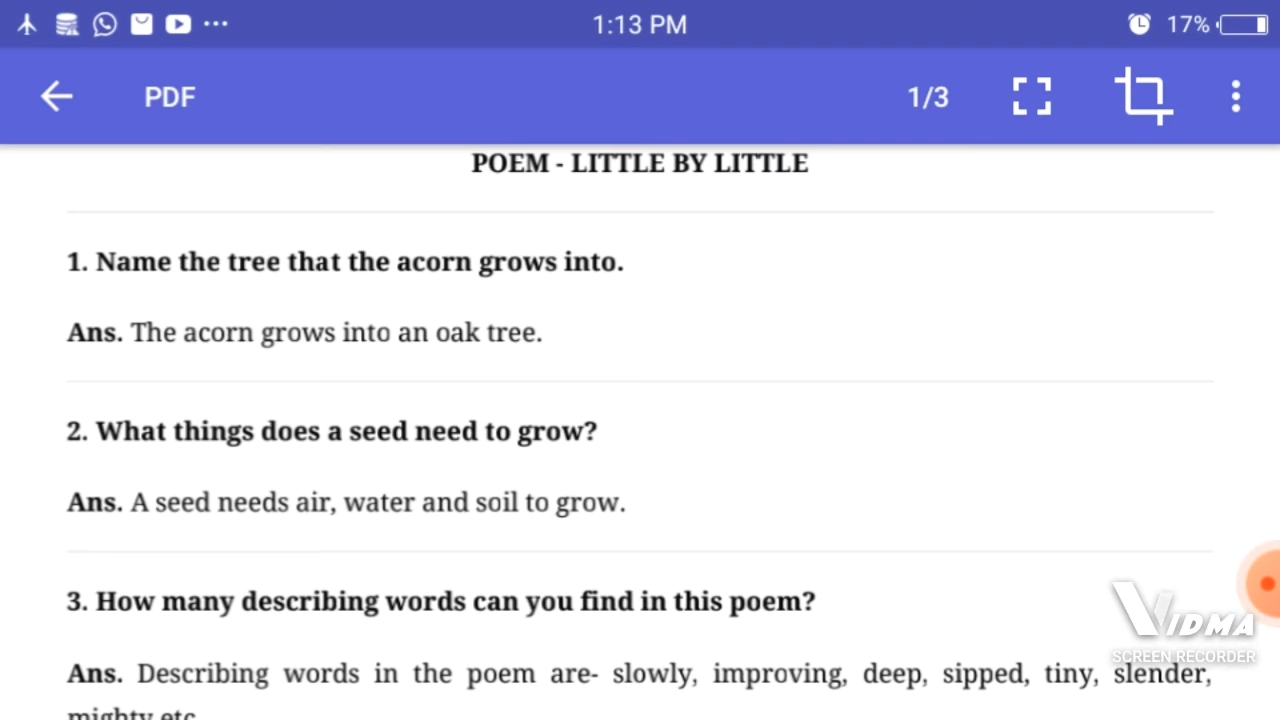 1:13 PM
17%
PDF
1/3
POEM - LITTLE BY LITTLE
1. Name the tree that the acorn grows into.
Ans. The acorn grows into an oak tree.
2. What things does a seed need to grow?
Ans. A seed needs air, water and soil to grow.
3. How many describing words can you find in this poem?
Ans. Describing words in the poem are- slowly, improving, deep, sipped, tiny, slender,
mighty etc
VIDMA
SCREEN RECORDER